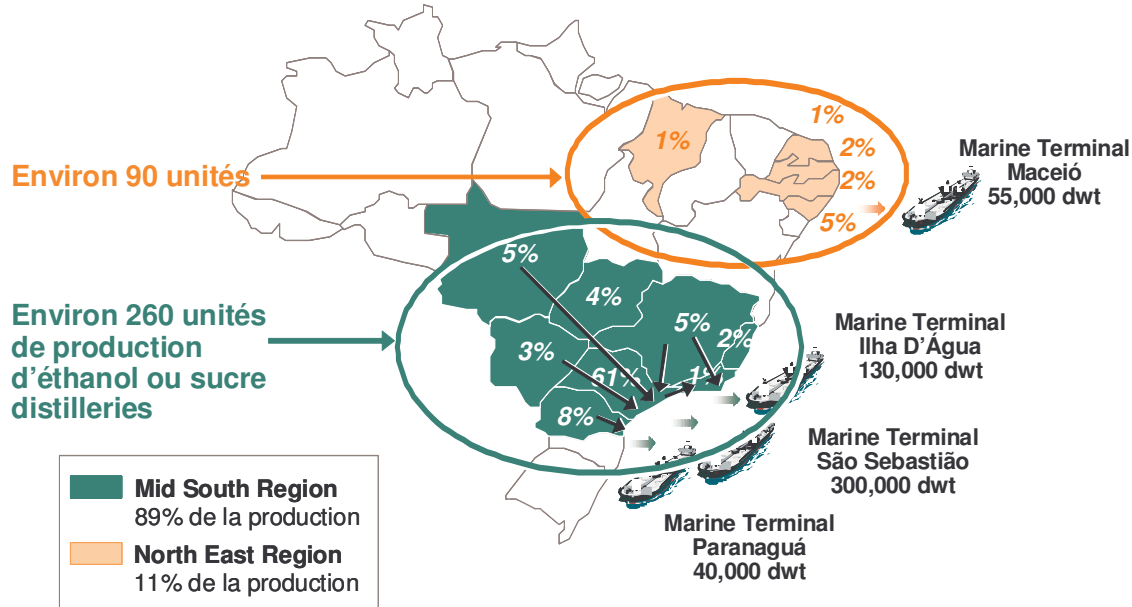 1%
1%
2%
2%
5%
Marine Terminal
Maceió
55,000 dwt
Environ 90 unités
5%
4%
5%
2%
3%
61%
1%
8%
Environ 260 unités
de production
d'éthanol ou sucre
distilleries
Marine Terminal
Ilha D'Água
130,000 dwt
Marine Terminal
São Sebastião
300,000 dwt
Marine Terminal
Paranaguá
40,000 dwt
Mid South Region
89% de la production
North East Region
11% de la production